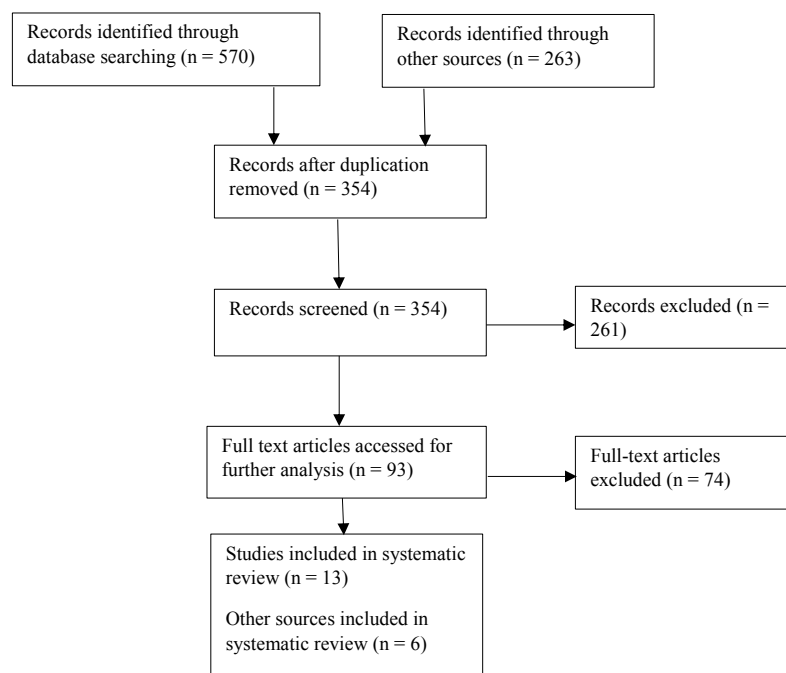 Records identified through
database searching (n = 570)
Records identified through
other sources (n = 263)
Records after duplication
removed (n = 354)
Records screened (n = 354)
Records excluded (n =
261)
Full text articles accessed for
further analysis (n = 93)
Full-text articles
excluded (n = 74)
Studies included in systematic
review (n = 13)
Other sources included in
systematic review (n = 6)